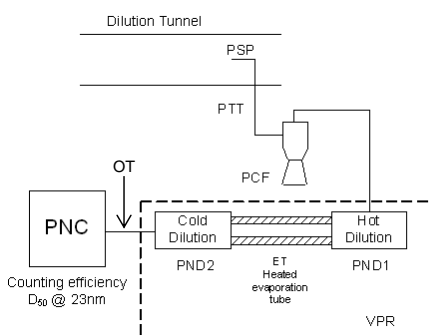 Dilution Tunnel
PSP
PTT
PCF
OT
PNC
Cold
Dilution
Hot
Dilution
PND2
ET
Heated
evaporation
tube
PND1
Counting efficiency
D50 @ 23nm
VPR